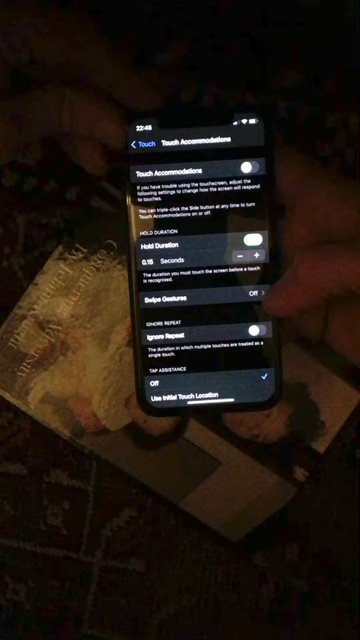 22:48
Touch
Touch Accommodations
Touch Accommodations
If you have trouble using the touchscreen, adjust the
following settings to change how the screen will respond
to touches.
You can triple-click the Side button at any time to turn
Touch Accommodations on or off.
HOLD DURATION
Hold Duration
0.15 Seconds
The duration you must touch the screen before a touch
is recognized.
Swipe Gestures Off
IGNORE REPEAT
Ignore Repeat
The duration in which multiple touches are treated as a
single touch.
TAP ASSISTANCE
Off
Use Initial Touch Location